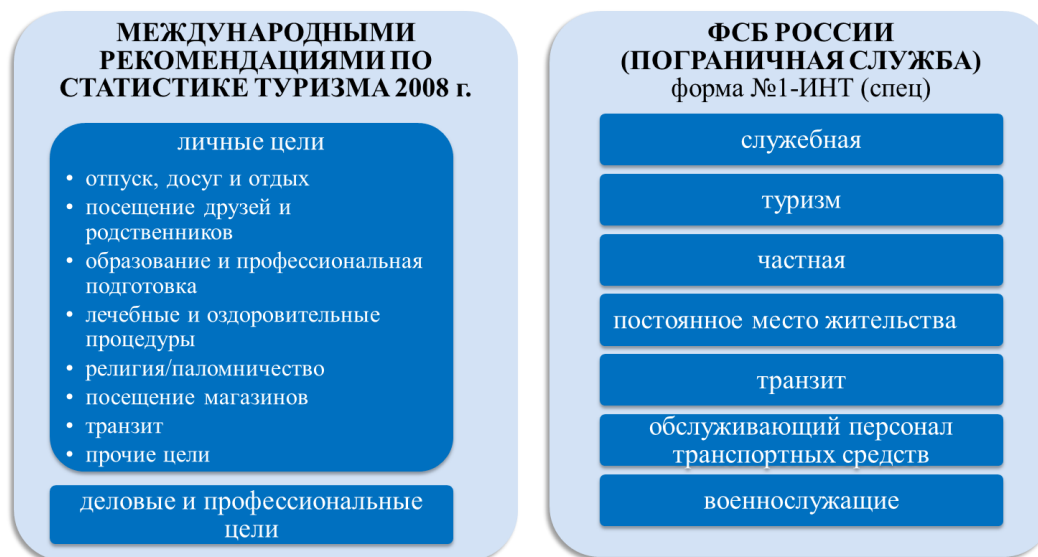 МЕЖДУНАРОДНЫМИ
РЕКОМЕНДАЦИЯМИ ПО
СТАТИСТИКЕ ТУРИЗМА 2008 г.
личные цели
• отпуск, досуг и отдых
• посещение друзей и
родственников
• образование и профессиональная
подготовка
• лечебные и оздоровительные
процедуры
• религия/паломничество
• посещение магазинов
• транзит
• прочие цели
деловые и профессиональные
цели
ФСБ РОССИИ
(ПОГРАНИЧНАЯ СЛУЖБА)
форма №1-ИНТ (спец)
служебная
туризм
частная
постоянное место жительства
транзит
обслуживающий персонал
транспортных средств
военнослужащие